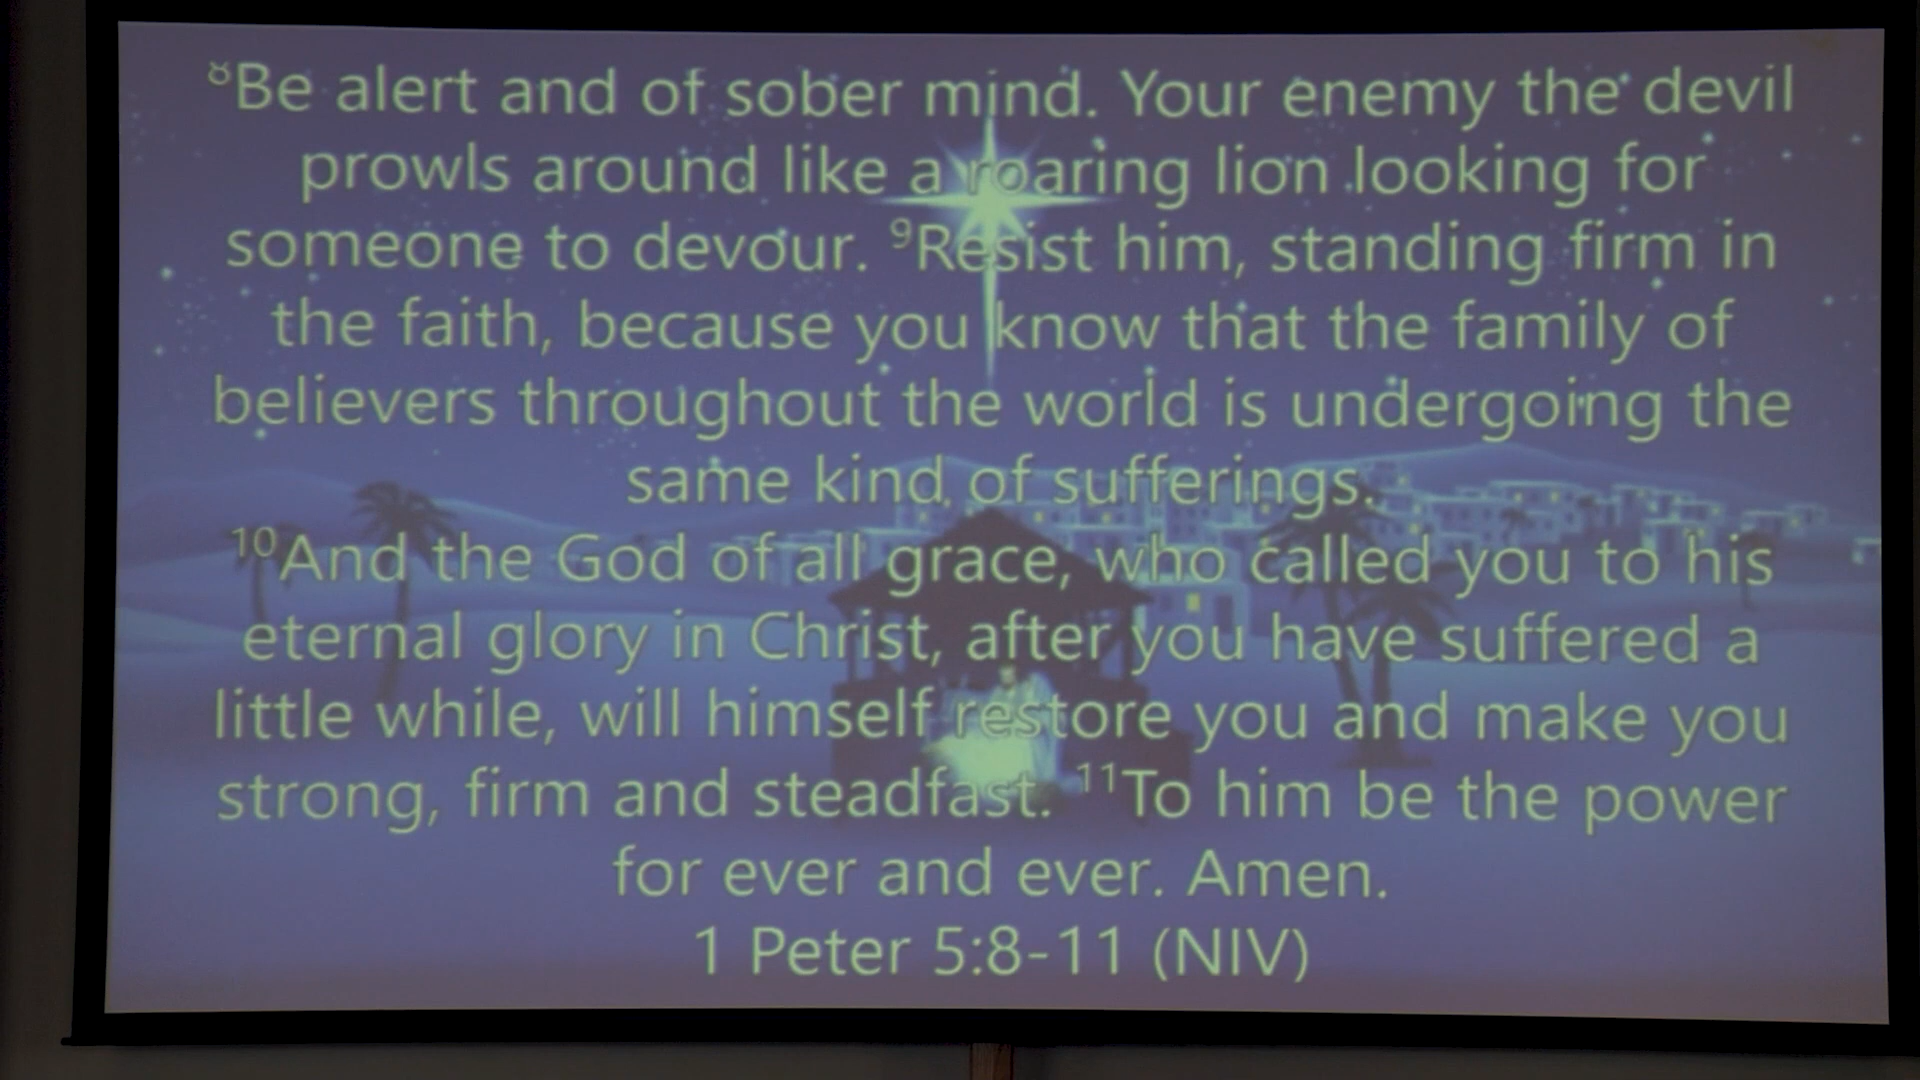 ⁸Be alert and of sober mind. Your enemy the devil
prowls around like a roaring lion looking for
someone to devour. ⁹Resist him, standing firm in
the faith, because you know that the family of
believers throughout the world is undergoing the
same kind of sufferings.
¹⁰And the God of all grace, who called you to his
eternal glory in Christ, after you have suffered a
little while, will himself restore you and make you
strong, firm and steadfast. ¹¹To him be the power
for ever and ever. Amen.
1 Peter 5:8-11 (NIV)